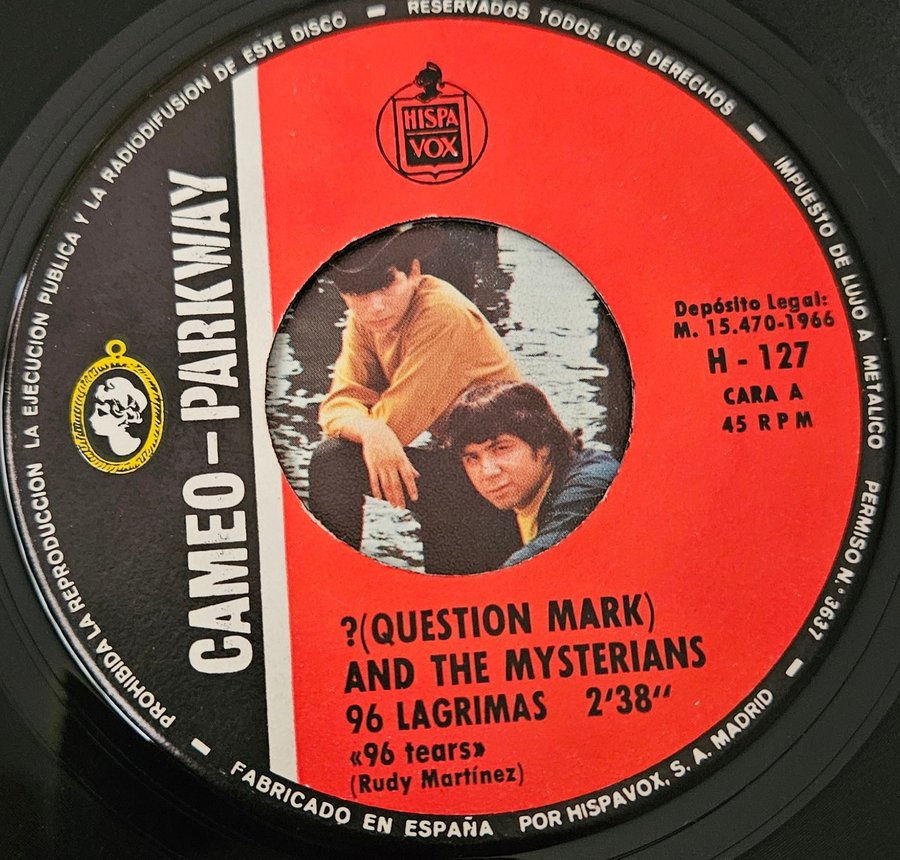 PROHIBIDA LA REPRODUCCION LA EJECUCION PUBLICA Y LA RADIODIFUSION DE ESTE DISCO – RESERVADOS TODOS LOS DERECHOS – IMPUESTO DE LUJO A METALICO PERMISO N.º 3637 –
HISPA
VOX
CAMEO-PARKWAY
Depósito Legal:
M. 15.470-1966
H - 127
CARA A
45 RPM
?(QUESTION MARK)
AND THE MYSTERIANS
96 LAGRIMAS 2'38"
«96 tears»
(Rudy Martínez)
– FABRICADO EN ESPAÑA POR HISPAVOX, S. A. MADRID